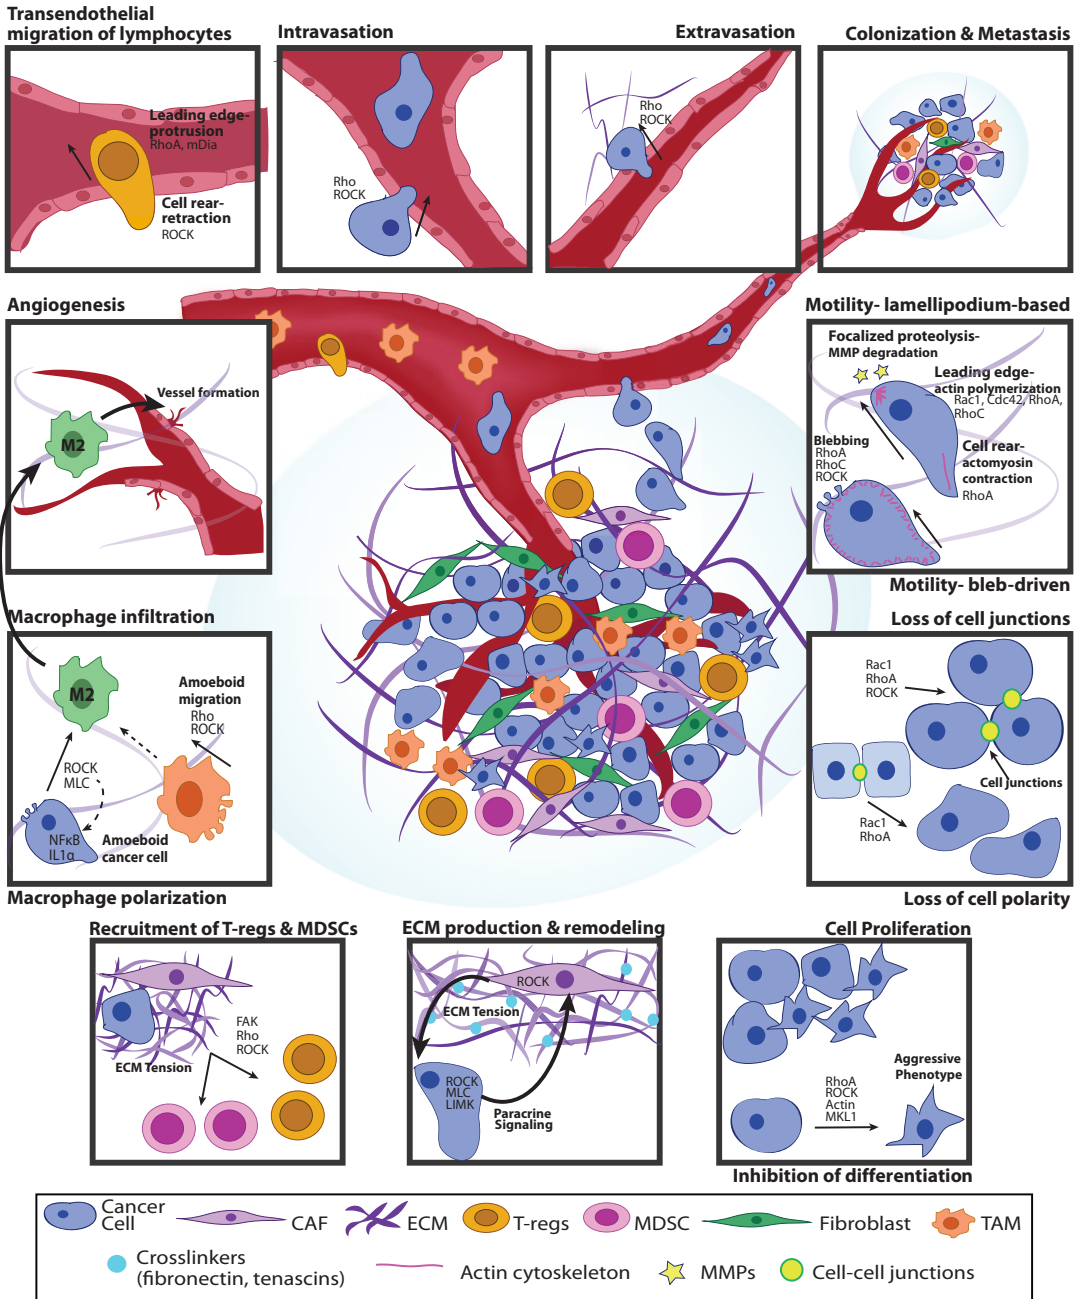 Transendothelial
migration of lymphocytes
Intravasation
Extravasation
Colonization & Metastasis
Leading edge-
protrusion
RhoA, mDia
Cell rear-
retraction
ROCK
Rho
ROCK
Rho
ROCK
Angiogenesis
Vessel formation
M2
Motility- lamellipodium-based
Focalized proteolysis-
MMP degradation
Leading edge-
actin polymerization
Rac1, Cdc42, RhoA,
RhoC
Blebbing
RhoA
RhoC
ROCK
Cell rear-
actomyosin
contraction
RhoA
Motility- bleb-driven
Macrophage infiltration
M2
Amoeboid
migration
Rho
ROCK
ROCK
MLC
NFκB
IL1α
Amoeboid
cancer cell
Macrophage polarization
Loss of cell junctions
Rac1
RhoA
ROCK
Cell junctions
Rac1
RhoA
Loss of cell polarity
Recruitment of T-regs & MDSCs
FAK
Rho
ROCK
ECM Tension
ECM production & remodeling
ROCK
ECM Tension
ROCK
MLC
LIMK
Paracrine
Signaling
Cell Proliferation
Aggressive
Phenotype
RhoA
ROCK
Actin
MKL1
Inhibition of differentiation
Cancer
Cell
CAF
ECM
T-regs
MDSC
Fibroblast
TAM
Crosslinkers
(fibronectin, tenascins)
Actin cytoskeleton
MMPs
Cell-cell junctions